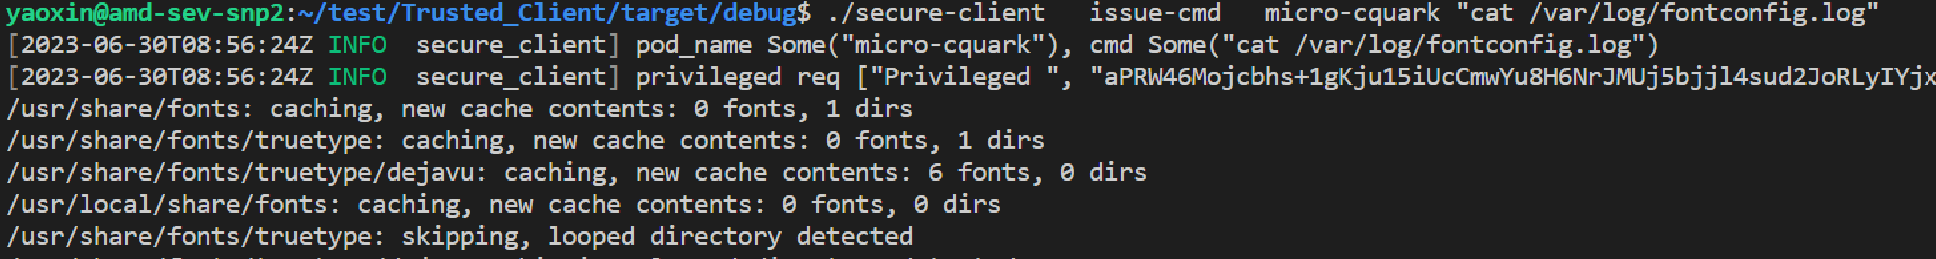 yaoxin@amd-sev-snp2:~/test/Trusted_Client/target/debug$ ./secure-client   issue-cmd   micro-cquark "cat /var/log/fontconfig.log"
[2023-06-30T08:56:24Z INFO  secure_client] pod_name Some("micro-cquark"), cmd Some("cat /var/log/fontconfig.log")
[2023-06-30T08:56:24Z INFO  secure_client] privileged req ["Privileged ", "aPRW46Mojcbhs+1gKju15iUcCmwYu8H6NrJMUj5bjjl4sud2JoRLyIYjx
/usr/share/fonts: caching, new cache contents: 0 fonts, 1 dirs
/usr/share/fonts/truetype: caching, new cache contents: 0 fonts, 1 dirs
/usr/share/fonts/truetype/dejavu: caching, new cache contents: 6 fonts, 0 dirs
/usr/local/share/fonts: caching, new cache contents: 0 fonts, 0 dirs
/usr/share/fonts/truetype: skipping, looped directory detected